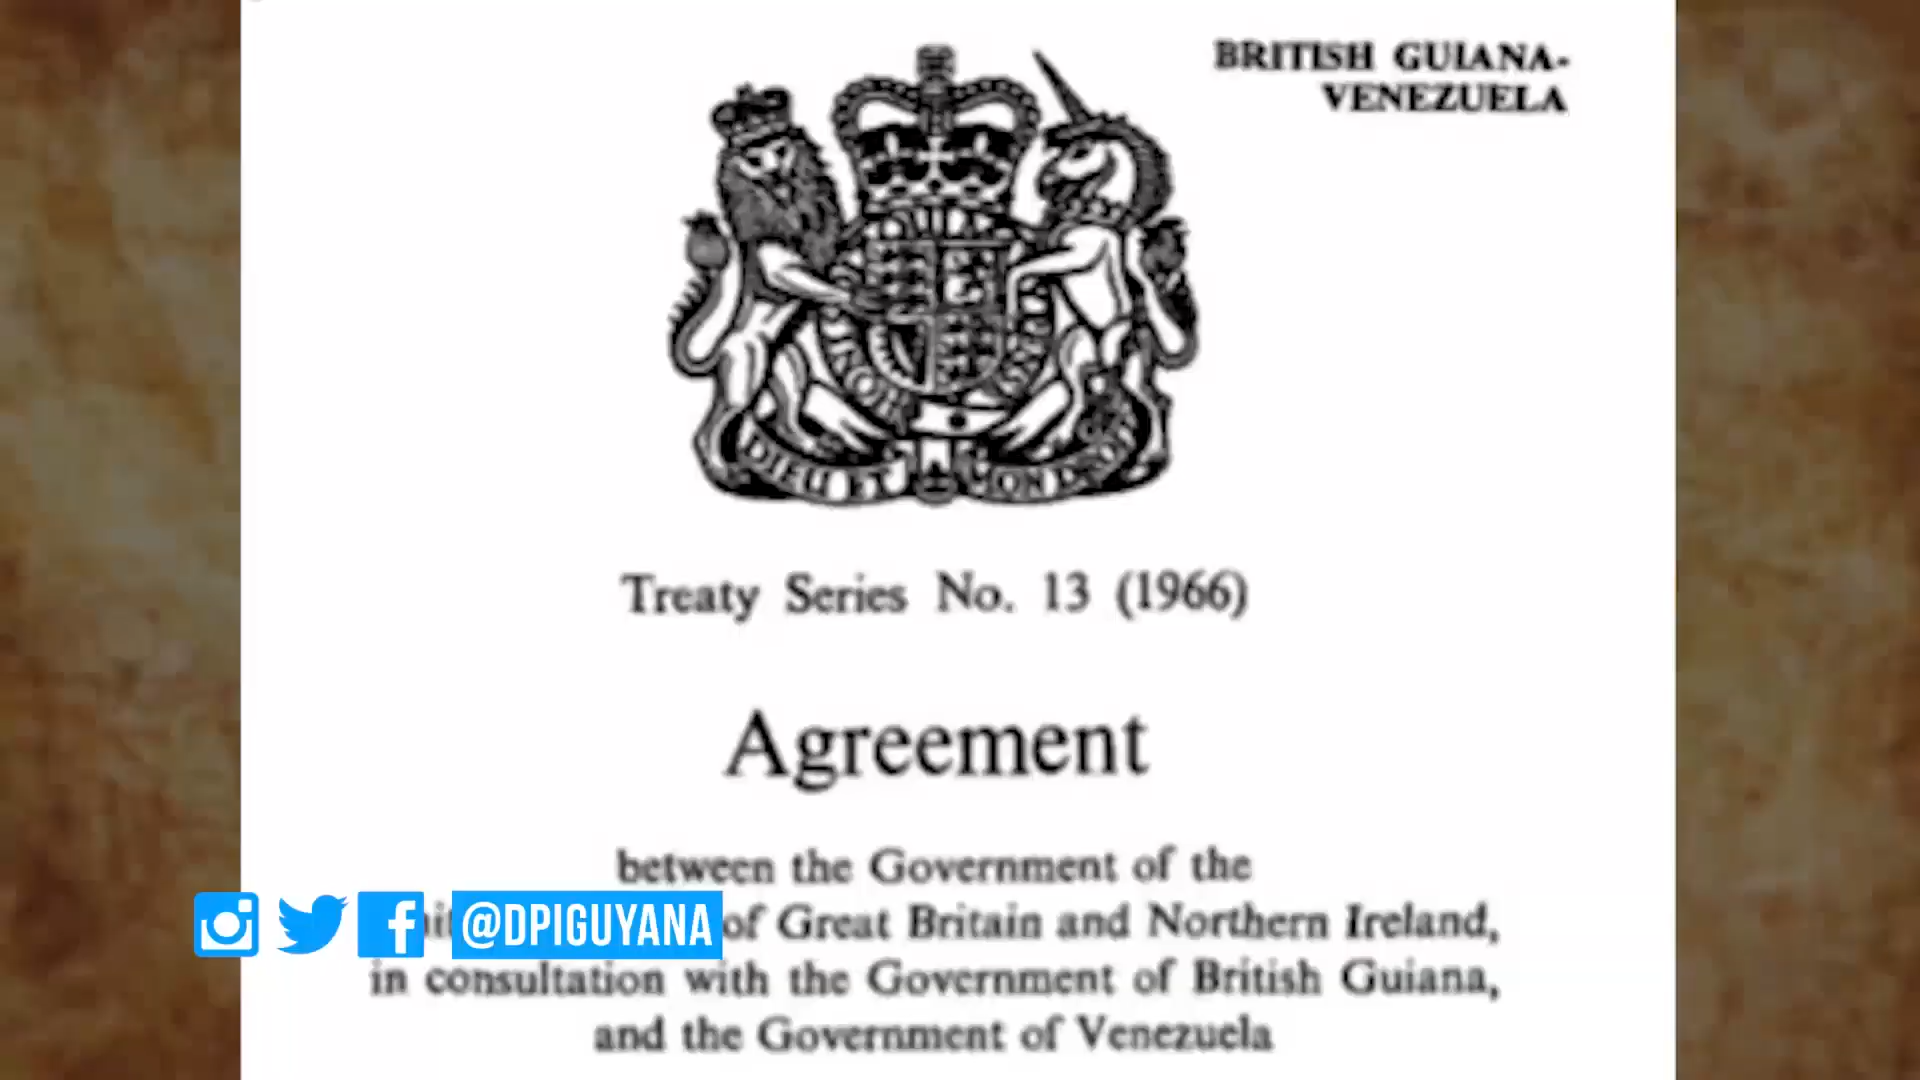 BRITISH GUIANA-
VENEZUELA
DIEU ET MON DROIT
Treaty Series No. 13 (1966)
Agreement
between the Government of the
@DPIGUYANA of Great Britain and Northern Ireland,
in consultation with the Government of British Guiana,
and the Government of Venezuela